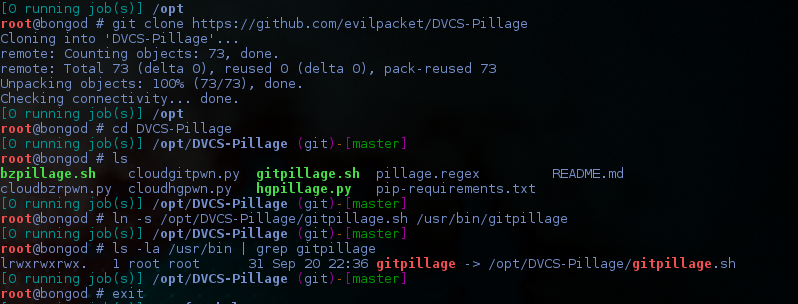 [0 running job(s)] /opt
root@bongod # git clone https://github.com/evilpacket/DVCS-Pillage
Cloning into 'DVCS-Pillage'...
remote: Counting objects: 73, done.
remote: Total 73 (delta 0), reused 0 (delta 0), pack-reused 73
Unpacking objects: 100% (73/73), done.
Checking connectivity... done.
[0 running job(s)] /opt
root@bongod # cd DVCS-Pillage
[0 running job(s)] /opt/DVCS-Pillage (git)-[master]
root@bongod # ls
bzpillage.sh    cloudgitpwn.py  gitpillage.sh  pillage.regex         README.md
cloudbzrpwn.py  cloudhgpwn.py   hgpillage.py   pip-requirements.txt
[0 running job(s)] /opt/DVCS-Pillage (git)-[master]
root@bongod # ln -s /opt/DVCS-Pillage/gitpillage.sh /usr/bin/gitpillage
[0 running job(s)] /opt/DVCS-Pillage (git)-[master]
root@bongod # ls -la /usr/bin | grep gitpillage
lrwxrwxrwx.   1 root root      31 Sep 20 22:36 gitpillage -> /opt/DVCS-Pillage/gitpillage.sh
[0 running job(s)] /opt/DVCS-Pillage (git)-[master]
root@bongod # exit